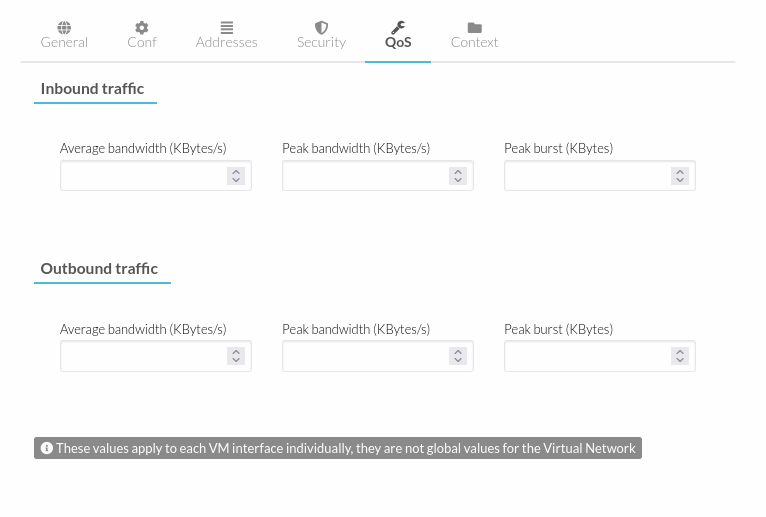 General Conf Addresses Security QoS Context
Inbound traffic
Average bandwidth (KBytes/s) Peak bandwidth (KBytes/s) Peak burst (KBytes)
Outbound traffic
Average bandwidth (KBytes/s) Peak bandwidth (KBytes/s) Peak burst (KBytes)
These values apply to each VM interface individually, they are not global values for the Virtual Network